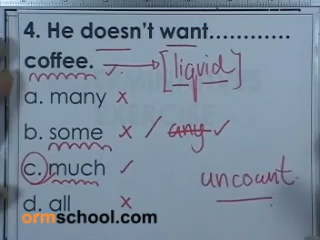 4. He doesn't want............
coffee. [liquid]
a. many x
b. some x / any ✓
c. much ✓ uncount.
d. all x
ormschool.com